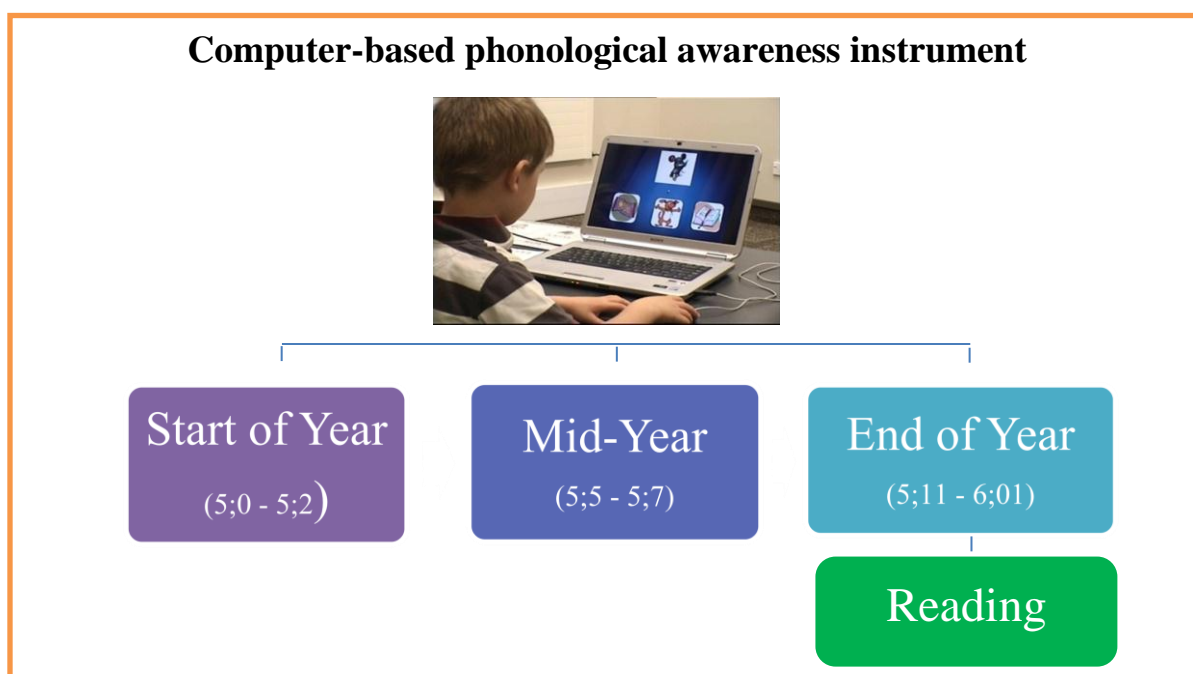 Computer-based phonological awareness instrument
Start of Year
(5;0 - 5;2)
Mid-Year
(5;5 - 5;7)
End of Year
(5;11 - 6;01)
Reading